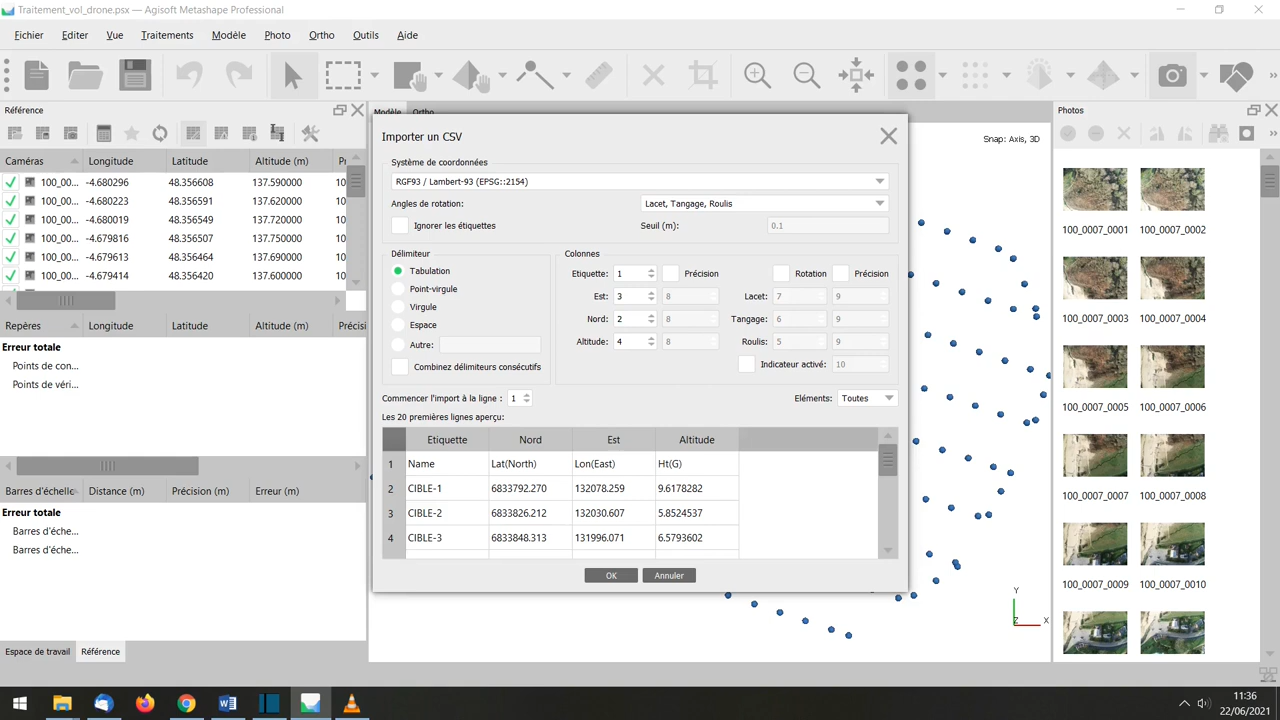 Traitement_vol_drone.psx — Agisoft Metashape Professional
Fichier Editer Vue Traitements Modèle Photo Ortho Outils Aide
Référence
Caméras Longitude Latitude Altitude (m)
100_00... -4.680296 48.356608 137.590000 10
100_00... -4.680223 48.356591 137.620000 10
100_00... -4.680019 48.356549 137.720000 10
100_00... -4.679816 48.356507 137.750000 10
100_00... -4.679613 48.356464 137.690000 10
100_00... -4.679414 48.356420 137.600000 10
Repères Longitude Latitude Altitude (m) Précisi
Erreur totale
Points de con...
Points de véri...
Barres d'échelle Distance (m) Précision (m) Erreur (m)
Erreur totale
Barres d'éche...
Barres d'éche...
Espace de travail Référence
Modèle Ortho
Snap: Axis, 3D
Importer un CSV
Système de coordonnées
RGF93 / Lambert-93 (EPSG::2154)
Angles de rotation: Lacet, Tangage, Roulis
Ignorer les étiquettes Seuil (m): 0.1
Délimiteur
Tabulation
Point-virgule
Virgule
Espace
Autre:
Combinez délimiteurs consécutifs
Colonnes
Etiquette: 1 Précision Rotation Précision
Est: 3 8 Lacet: 7 9
Nord: 2 8 Tangage: 6 9
Altitude: 4 8 Roulis: 5 9
Indicateur activé: 10
Commencer l'import à la ligne : 1 Eléments: Toutes
Les 20 premières lignes aperçu:
Etiquette Nord Est Altitude
1 Name Lat(North) Lon(East) Ht(G)
2 CIBLE-1 6833792.270 132078.259 9.6178282
3 CIBLE-2 6833826.212 132030.607 5.8524537
4 CIBLE-3 6833848.313 131996.071 6.5793602
OK Annuler
Y
Z X
Photos
100_0007_0001 100_0007_0002
100_0007_0003 100_0007_0004
100_0007_0005 100_0007_0006
100_0007_0007 100_0007_0008
100_0007_0009 100_0007_0010
11:36
22/06/2021